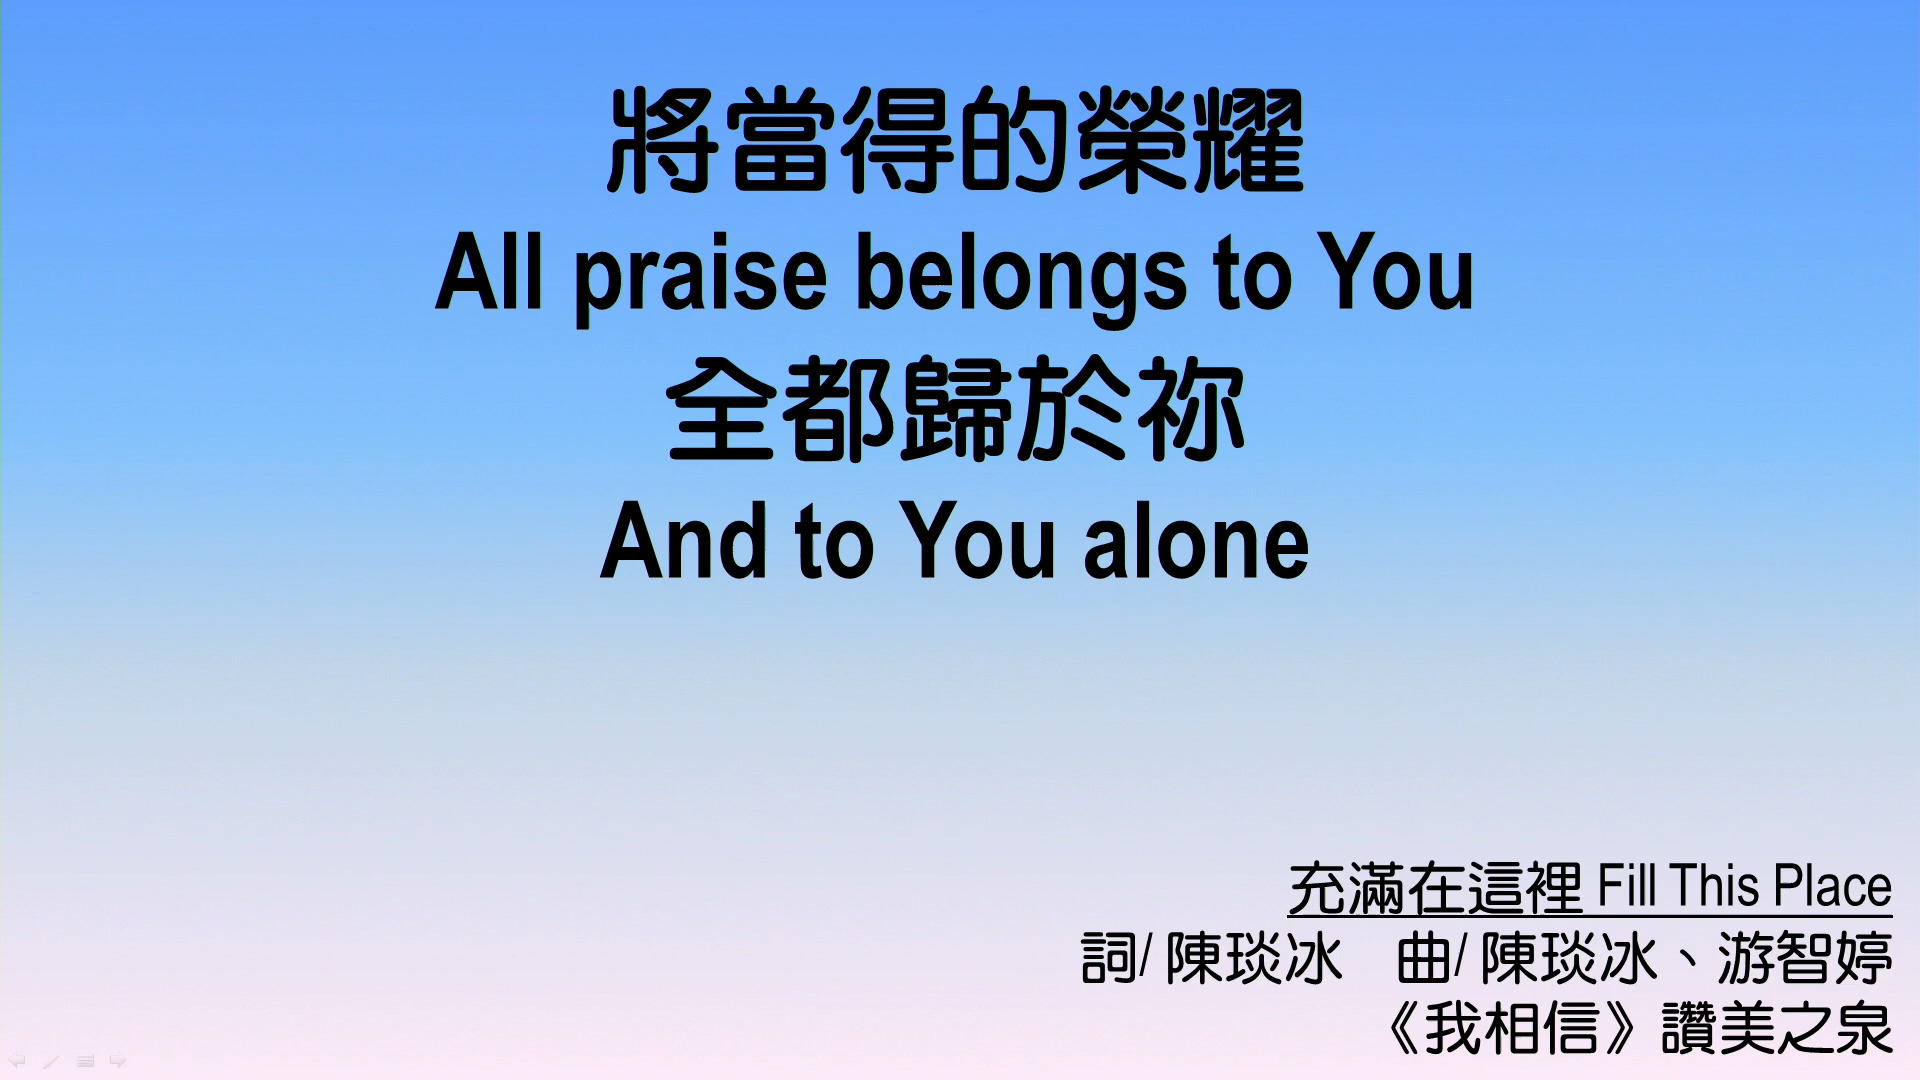 將當得的榮耀
All praise belongs to You
全都歸於祢
And to You alone
充滿在這裡 Fill This Place
詞/ 陳琰冰　曲/ 陳琰冰、游智婷
《我相信》讚美之泉